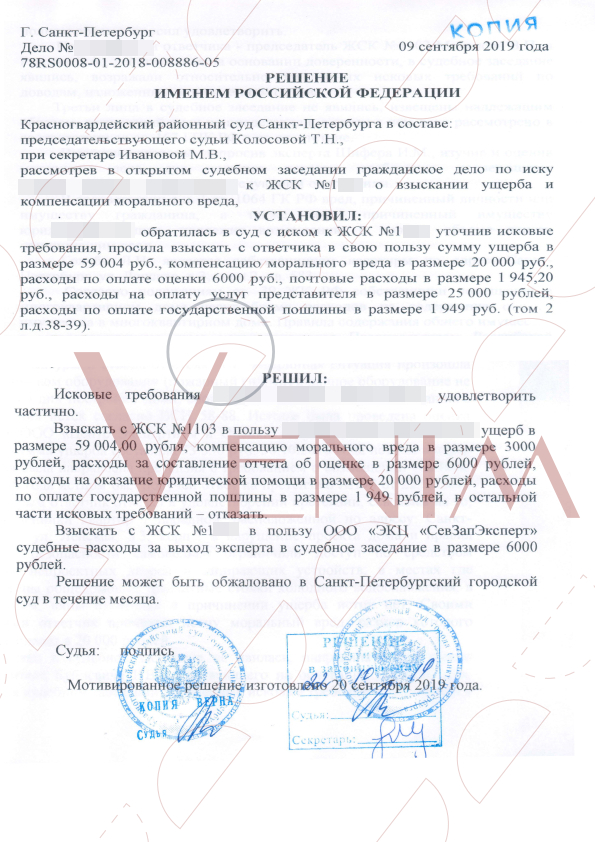 КОПИЯ
Г. Санкт-Петербург
Дело № 09 сентября 2019 года
78RS0008-01-2018-008886-05
РЕШЕНИЕ
ИМЕНЕМ РОССИЙСКОЙ ФЕДЕРАЦИИ
Красногвардейский районный суд Санкт-Петербурга в составе:
председательствующего судьи Колосовой Т.Н.,
при секретаре Ивановой М.В.,
рассмотрев в открытом судебном заседании гражданское дело по иску
к ЖСК №1 о взыскании ущерба и
компенсации морального вреда,
УСТАНОВИЛ:
обратилась в суд с иском к ЖСК №1 уточнив исковые
требования, просила взыскать с ответчика в свою пользу сумму ущерба в
размере 59 004 руб., компенсацию морального вреда в размере 20 000 руб.,
расходы по оплате оценки 6000 руб., почтовые расходы в размере 1 945,20
руб., расходы на оплату услуг представителя в размере 25 000 рублей,
расходы по оплате государственной пошлины в размере 1 949 руб. (том 2
л.д.38-39).
РЕШИЛ:
Исковые требования удовлетворить
частично.
Взыскать с ЖСК №1103 в пользу ущерб в
размере 59 004,00 рубля, компенсацию морального вреда в размере 3000
рублей, расходы за составление отчета об оценке в размере 6000 рублей,
расходы на оказание юридической помощи в размере 20 000 рублей, расходы
по оплате государственной пошлины в размере 1 949 рублей, в остальной
части исковых требований – отказать.
Взыскать с ЖСК №1 в пользу ООО «ЭКЦ «СевЗапЭксперт»
судебные расходы за выход эксперта в судебное заседание в размере 6000
рублей.
Решение может быть обжаловано в Санкт-Петербургский городской
суд в течение месяца.
VENIM
Судья: подпись
РЕШЕНИЕ
Мотивированное решение изготовлено 20 сентября 2019 года.
КОПИЯ ВЕРНА
Судья
Судья:
Секретарь: